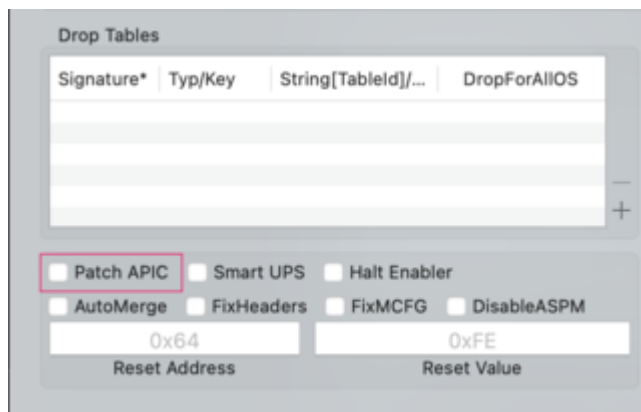 Drop Tables
Signature* Typ/Key String[TableId]/... DropForAllOS
Patch APIC Smart UPS Halt Enabler
AutoMerge FixHeaders FixMCFG DisableASPM
0x64 0xFE
Reset Address Reset Value